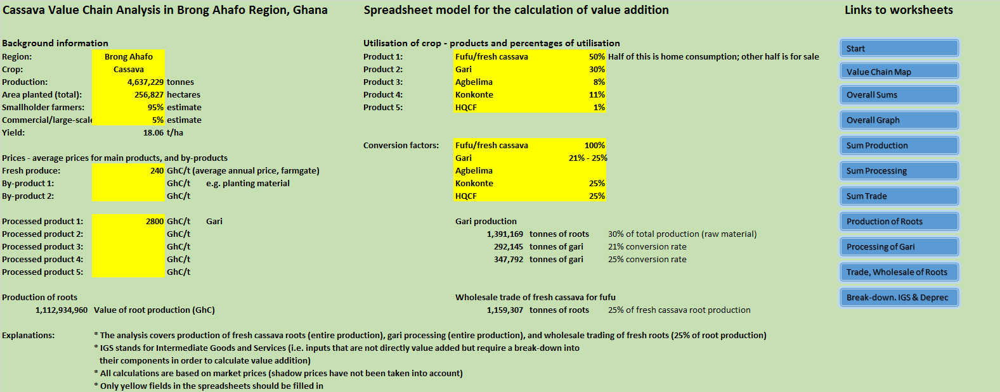 Cassava Value Chain Analysis in Brong Ahafo Region, Ghana
Spreadsheet model for the calculation of value addition
Links to worksheets
Background information
Region: Brong Ahafo
Crop: Cassava
Production: 4,637,229 tonnes
Area planted (total): 256,827 hectares
Smallholder farmers: 95% estimate
Commercial/large-scale 5% estimate
Yield: 18.06 t/ha
Prices - average prices for main products, and by-products
Fresh produce: 240 GhC/t (average annual price, farmgate)
By-product 1: GhC/t e.g. planting material
By-product 2: GhC/t
Processed product 1: 2800 GhC/t Gari
Processed product 2: GhC/t
Processed product 3: GhC/t
Processed product 4: GhC/t
Processed product 5: GhC/t
Production of roots
1,112,934,960 Value of root production (GhC)
Utilisation of crop - products and percentages of utilisation
Product 1: Fufu/fresh cassava 50% Half of this is home consumption; other half is for sale
Product 2: Gari 30%
Product 3: Agbelima 8%
Product 4: Konkonte 11%
Product 5: HQCF 1%
Conversion factors: Fufu/fresh cassava 100%
Gari 21% - 25%
Agbelima
Konkonte 25%
HQCF 25%
Gari production
1,391,169 tonnes of roots 30% of total production (raw material)
292,145 tonnes of gari 21% conversion rate
347,792 tonnes of gari 25% conversion rate
Wholesale trade of fresh cassava for fufu
1,159,307 tonnes of roots 25% of fresh cassava root production
Start
Value Chain Map
Overall Sums
Overall Graph
Sum Production
Sum Processing
Sum Trade
Production of Roots
Processing of Gari
Trade, Wholesale of Roots
Break-down. IGS & Deprec
Explanations: * The analysis covers production of fresh cassava roots (entire production), gari processing (entire production), and wholesale trading of fresh roots (25% of root production)
* IGS stands for Intermediate Goods and Services (i.e. inputs that are not directly value added but require a break-down into
their components in order to calculate value addition)
* All calculations are based on market prices (shadow prices have not been taken into account)
* Only yellow fields in the spreadsheets should be filled in